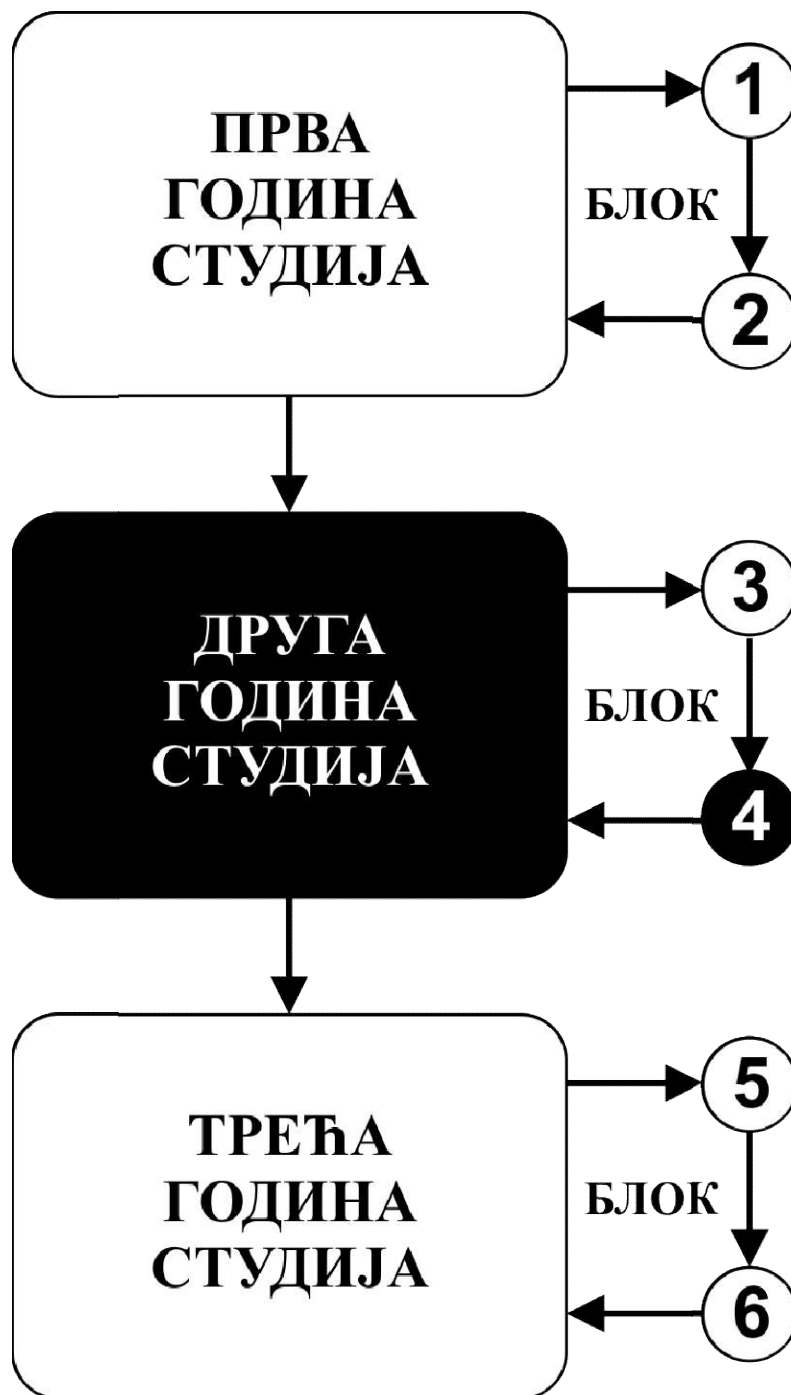 ПРВА
ГОДИНА
СТУДИЈА
1
БЛОК
2
ДРУГА
ГОДИНА
СТУДИЈА
3
БЛОК
4
ТРЕЋА
ГОДИНА
СТУДИЈА
5
БЛОК
6